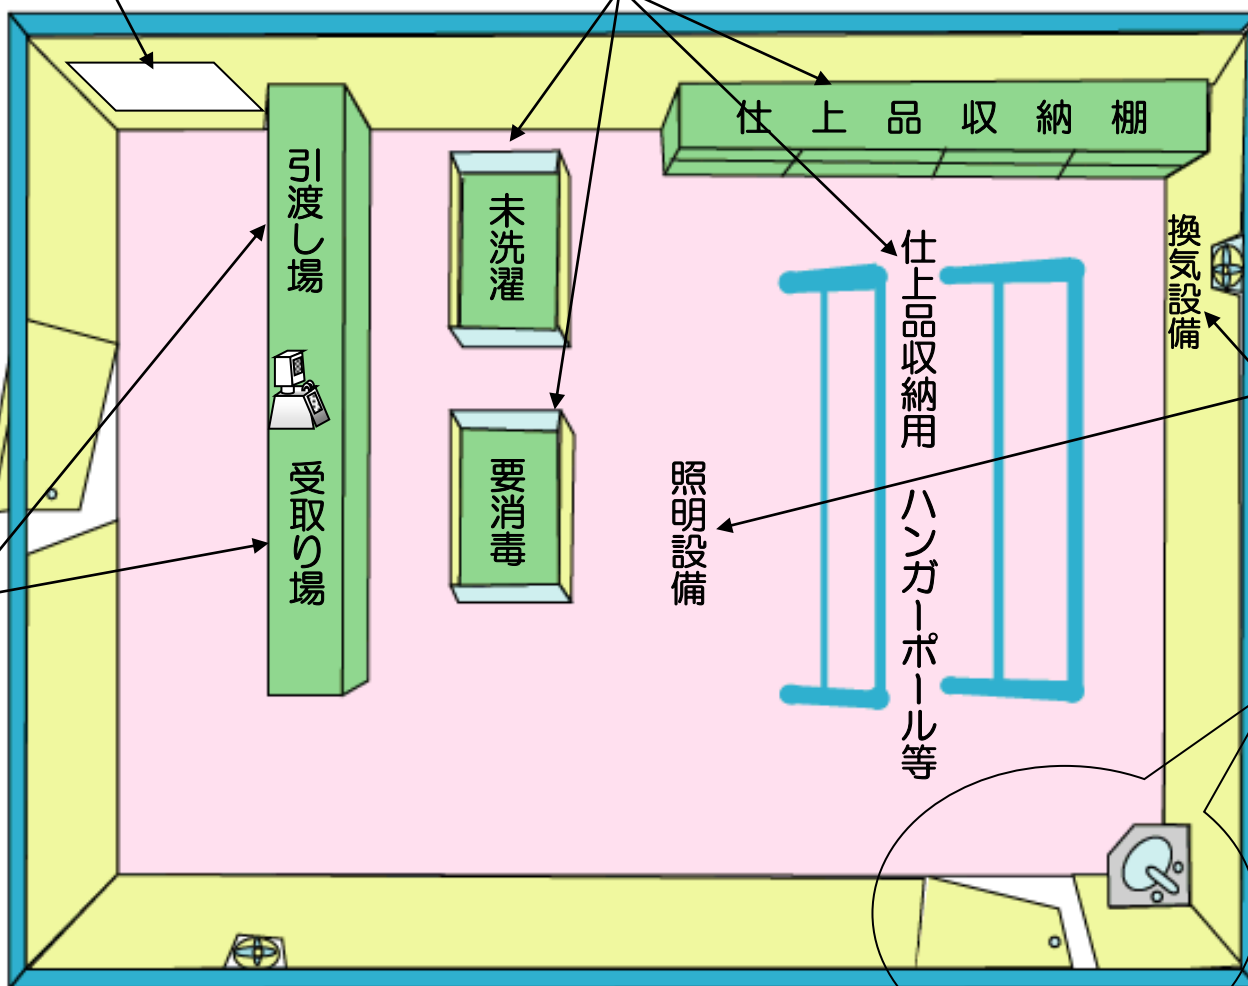 仕上品収納棚
引渡し場
受取り場
未洗濯
要消毒
照明設備
仕上品収納用 ハンガーポール等
換気設備